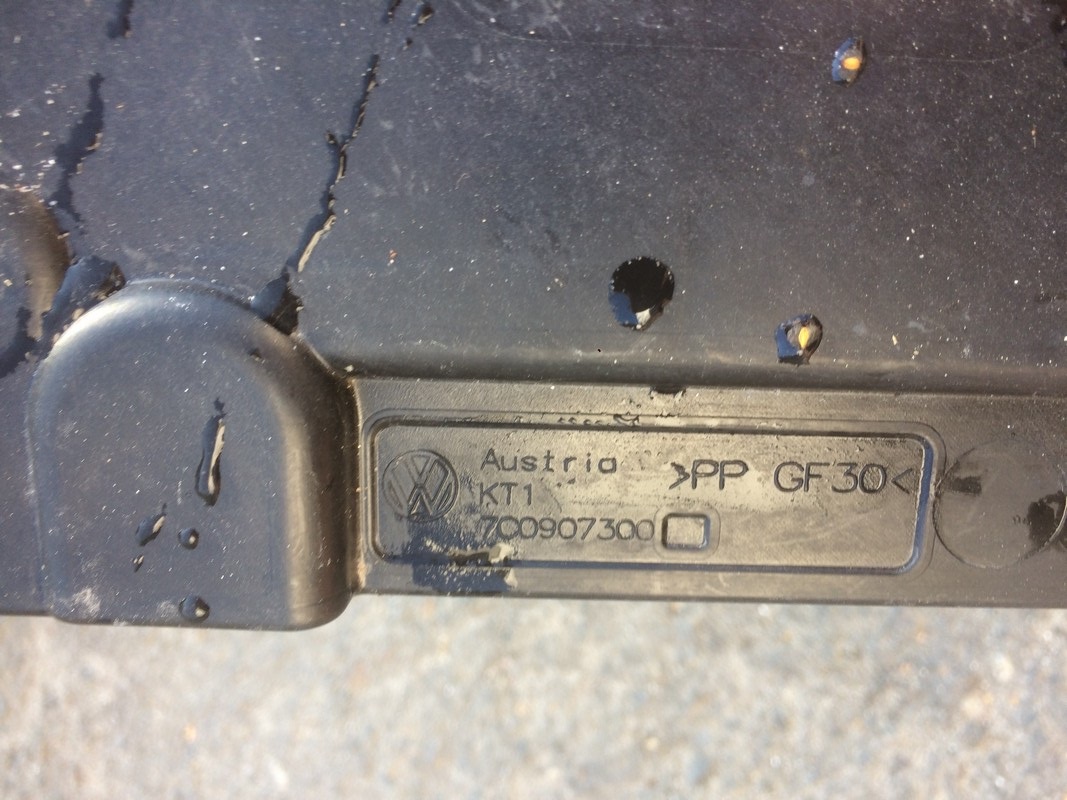 Austria
KT1
7C0907300
>PP GF30<